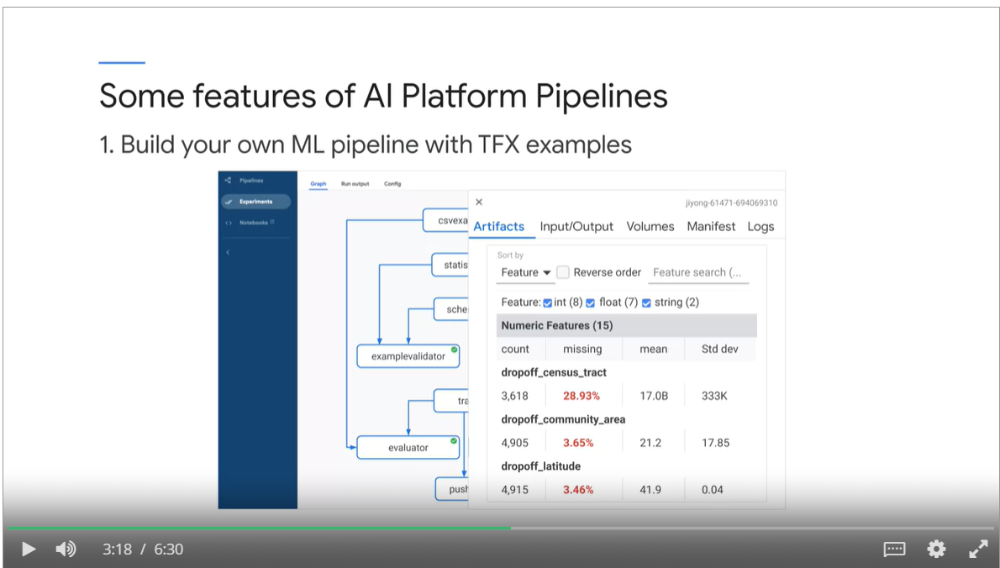 Some features of AI Platform Pipelines
1. Build your own ML pipeline with TFX examples
Pipelines
Experiments
Notebooks
Graph Run output Config
csvexa
statis
sche
examplevalidator
tra
evaluator
push
jiyong-61471-694069310
Artifacts Input/Output Volumes Manifest Logs
Sort by
Feature Reverse order Feature search (...
Feature: int (8) float (7) string (2)
Numeric Features (15)
count missing mean Std dev
dropoff_census_tract
3,618 28.93% 17.0B 333K
dropoff_community_area
4,905 3.65% 21.2 17.85
dropoff_latitude
4,915 3.46% 41.9 0.04
3:18 / 6:30